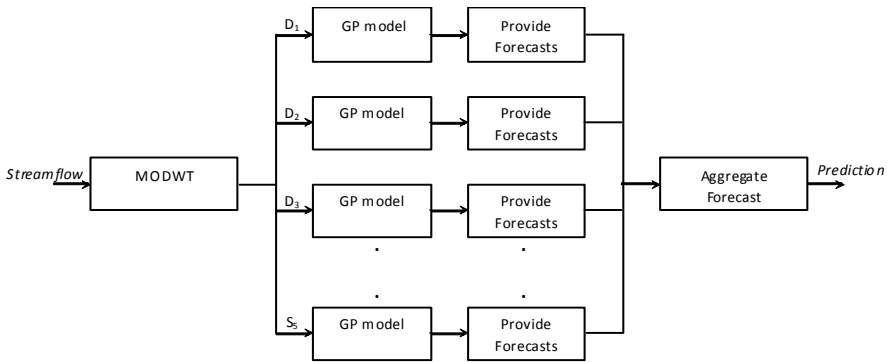 D₁
GP model
Provide
Forecasts
D₂
GP model
Provide
Forecasts
Streamflow
MODWT
Aggregate
Forecast
Prediction
D₃
GP model
Provide
Forecasts
. .
. .
S₅
GP model
Provide
Forecasts